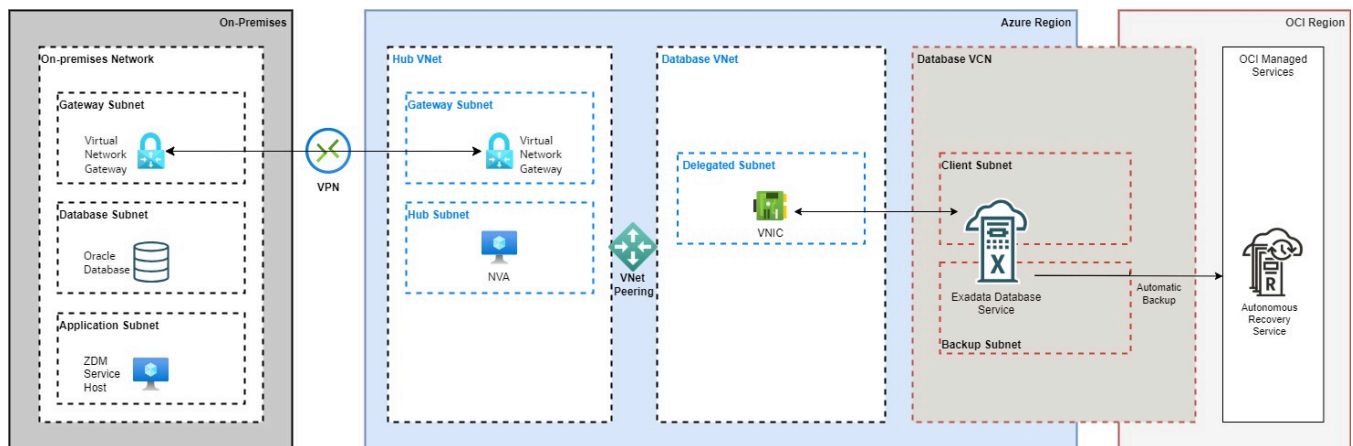 On-Premises
On-premises Network
Gateway Subnet
Virtual
Network
Gateway
Database Subnet
Oracle
Database
Application Subnet
ZDM
Service
Host
VPN
Azure Region
Hub VNet
Gateway Subnet
Virtual
Network
Gateway
Hub Subnet
NVA
VNet
Peering
Database VNet
Delegated Subnet
VNIC
Database VCN
Client Subnet
X
Exadata Database
Service
Backup Subnet
Automatic
Backup
OCI Region
OCI Managed
Services
R
Autonomous
Recovery
Service